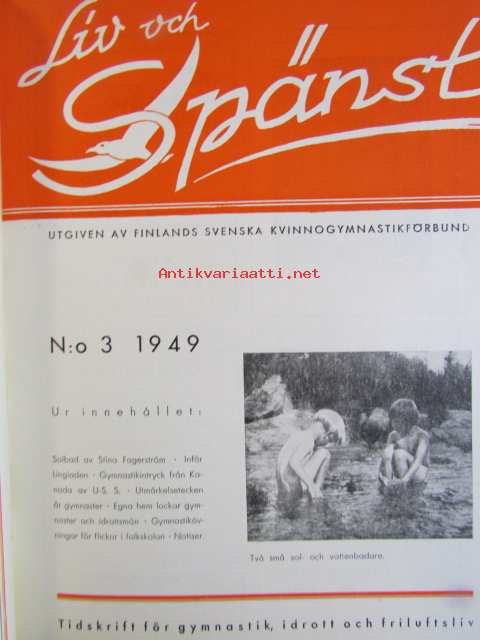 Liv och
Spänst
UTGIVEN AV FINLANDS SVENSKA KVINNOGYMNASTIKFÖRBUND
Antikvariaatti.net
N:o 3 1949
Ur innehållet:
Solbad av Stina Fagerström · Inför
Lingiaden · Gymnastikintryck från Ka-
nada av U.S.S. · Utmärkelsetecken
åt gymnaster · Egna hem lockar gym-
naster och idrottsmän · Gymnastiköv-
ningar för flickor i folkskolan · Notiser.
Två små sol- och vattenbadare.
Tidskrift för gymnastik, idrott och friluftsliv